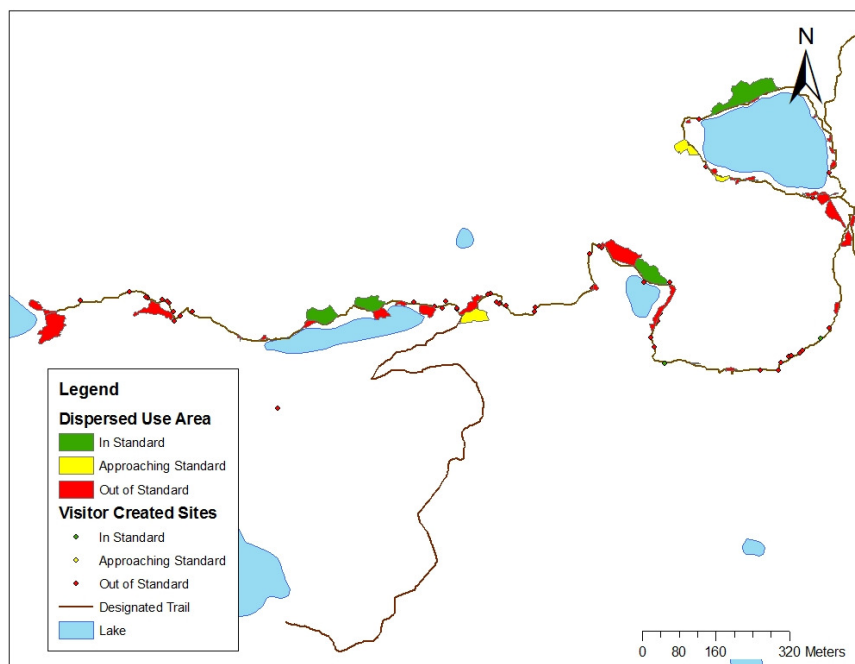 N
Legend
Dispersed Use Area
In Standard
Approaching Standard
Out of Standard
Visitor Created Sites
In Standard
Approaching Standard
Out of Standard
Designated Trail
Lake
0 80 160 320 Meters